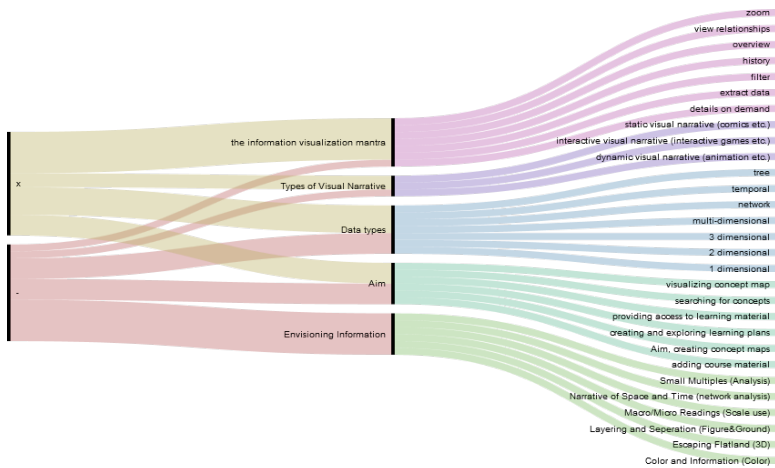 x
-
the information visualization mantra
Types of Visual Narrative
Data types
Aim
Envisioning Information
zoom
view relationships
overview
history
filter
extract data
details on demand
static visual narrative (comics etc.)
interactive visual narrative (interactive games etc.)
dynamic visual narrative (animation etc.)
tree
temporal
network
multi-dimensional
3 dimensional
2 dimensional
1 dimensional
visualizing concept map
searching for concepts
providing access to learning material
creating and exploring learning plans
Aim, creating concept maps
adding course material
Small Multiples (Analysis)
Narrative of Space and Time (network analysis)
Macro/Micro Readings (Scale use)
Layering and Seperation (Figure&Ground)
Escaping Flatland (3D)
Color and Information (Color)